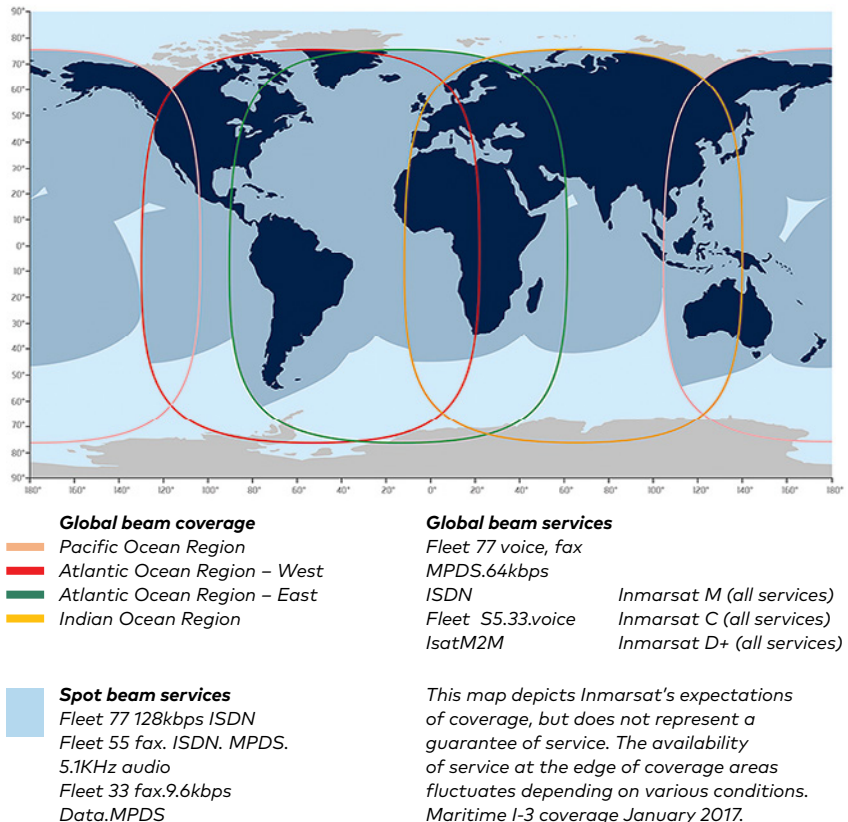 90°
80°
70°
60°
50°
40°
30°
20°
10°
0°
10°
20°
30°
40°
50°
60°
70°
80°
90°
180° 160° 140° 120° 100° 80° 60° 40° 20° 0° 20° 40° 60° 80° 100° 120° 140° 160° 180°
Global beam coverage
Pacific Ocean Region
Atlantic Ocean Region – West
Atlantic Ocean Region – East
Indian Ocean Region
Global beam services
Fleet 77 voice, fax
MPDS.64kbps
ISDN Inmarsat M (all services)
Fleet S5.33.voice Inmarsat C (all services)
IsatM2M Inmarsat D+ (all services)
Spot beam services
Fleet 77 128kbps ISDN
Fleet 55 fax. ISDN. MPDS.
5.1KHz audio
Fleet 33 fax.9.6kbps
Data.MPDS
This map depicts Inmarsat's expectations
of coverage, but does not represent a
guarantee of service. The availability
of service at the edge of coverage areas
fluctuates depending on various conditions.
Maritime I-3 coverage January 2017.